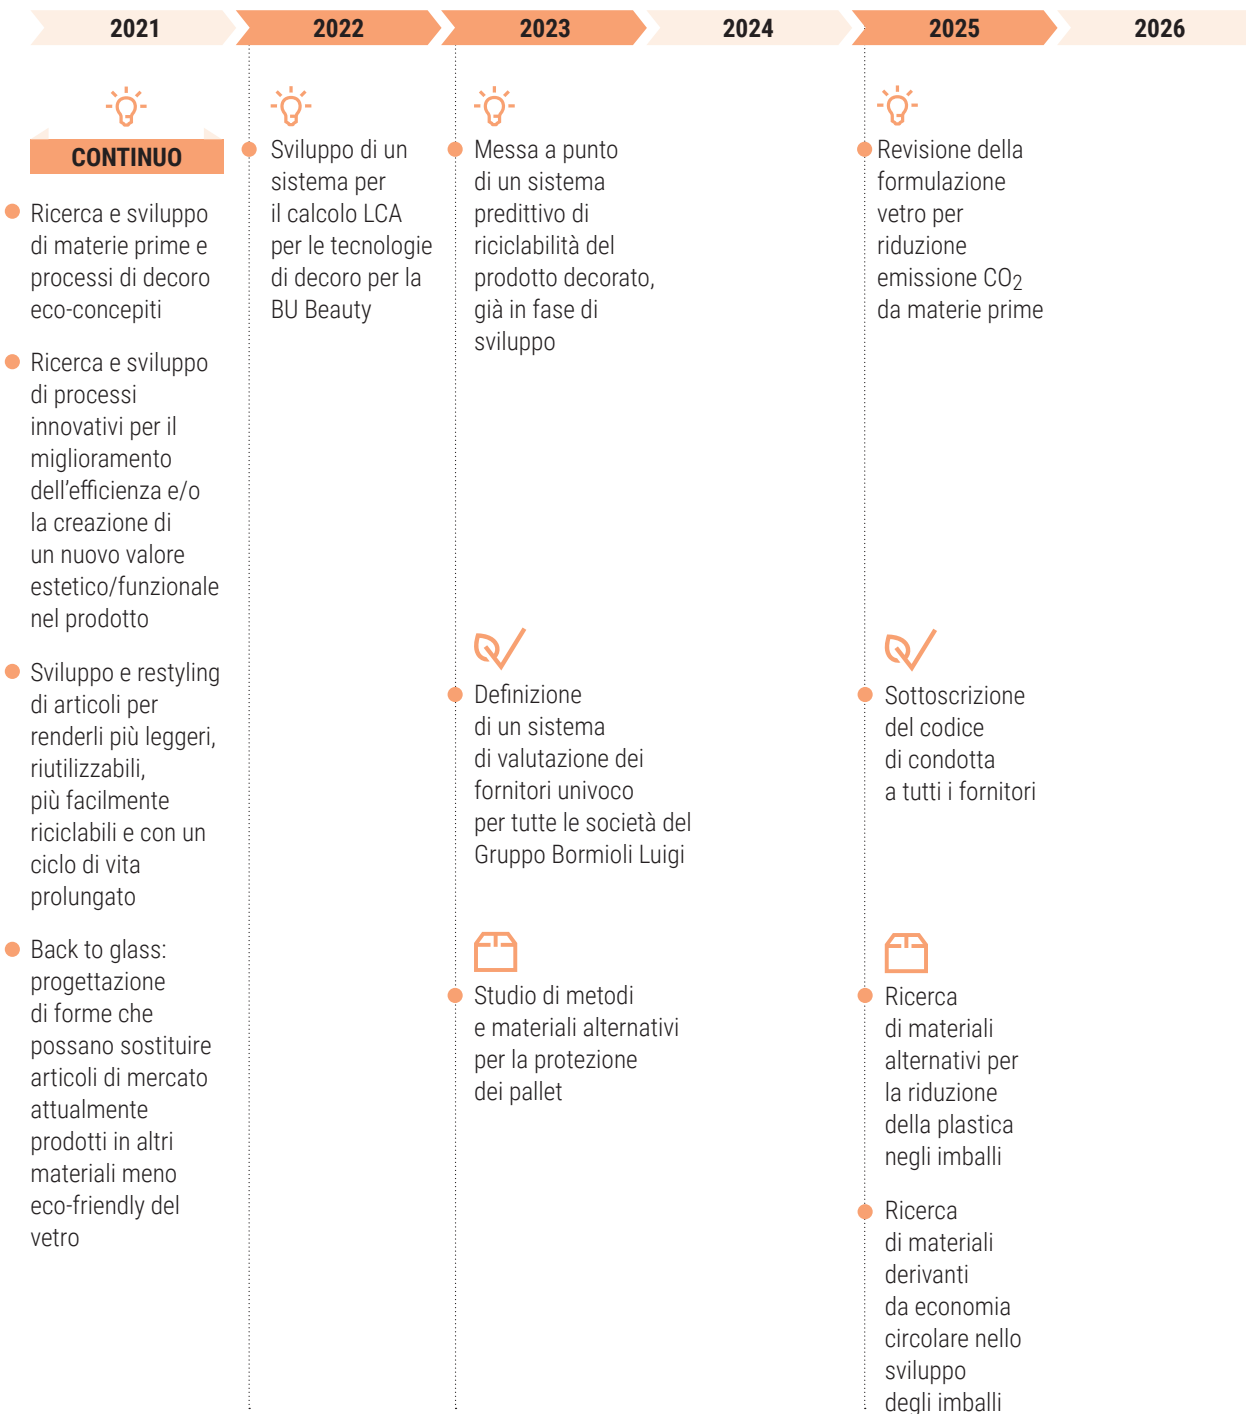 2021
2022
2023
2024
2025
2026
CONTINUO
Ricerca e sviluppo
di materie prime e
processi di decoro
eco-concepiti
Ricerca e sviluppo
di processi
innovativi per il
miglioramento
dell’efficienza e/o
la creazione di
un nuovo valore
estetico/funzionale
nel prodotto
Sviluppo e restyling
di articoli per
renderli più leggeri,
riutilizzabili,
più facilmente
riciclabili e con un
ciclo di vita
prolungato
Back to glass:
progettazione
di forme che
possano sostituire
articoli di mercato
attualmente
prodotti in altri
materiali meno
eco-friendly del
vetro
Sviluppo di un
sistema per
il calcolo LCA
per le tecnologie
di decoro per la
BU Beauty
Messa a punto
di un sistema
predittivo di
riciclabilità del
prodotto decorato,
già in fase di
sviluppo
Definizione
di un sistema
di valutazione dei
fornitori univoco
per tutte le società del
Gruppo Bormioli Luigi
Studio di metodi
e materiali alternativi
per la protezione
dei pallet
Revisione della
formulazione
vetro per
riduzione
emissione CO2
da materie prime
Sottoscrizione
del codice
di condotta
a tutti i fornitori
Ricerca
di materiali
alternativi per
la riduzione
della plastica
negli imballi
Ricerca
di materiali
derivanti
da economia
circolare nello
sviluppo
degli imballi